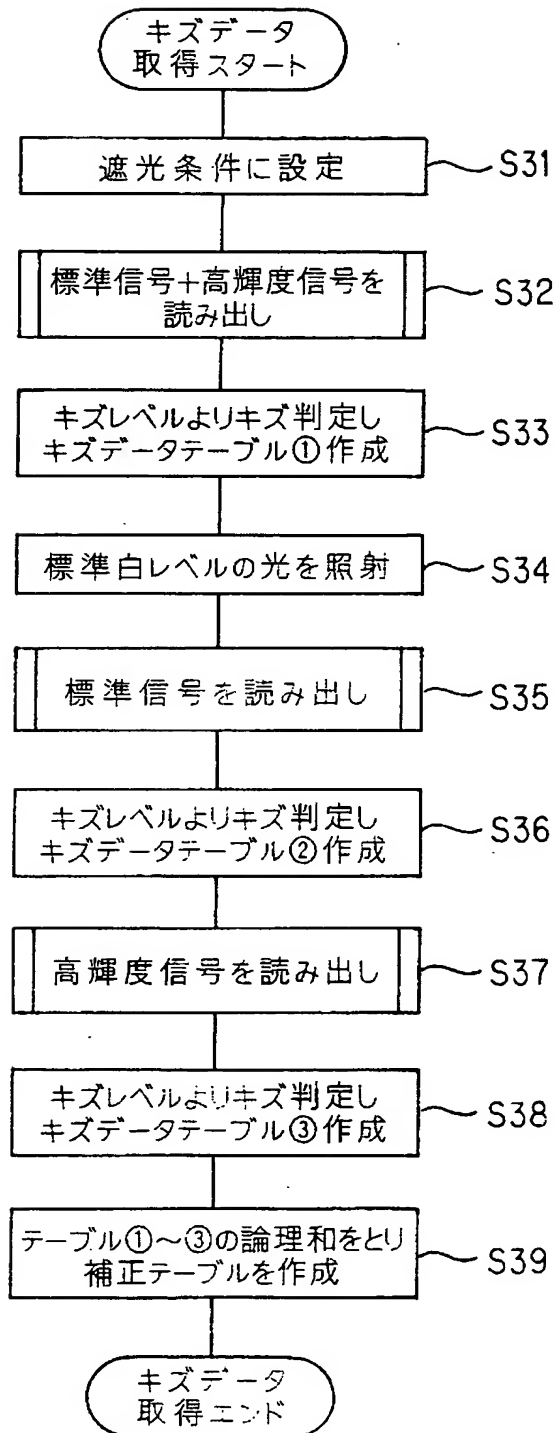 キズデータ
取得スタート
遮光条件に設定
S31
標準信号+高輝度信号を
読み出し
S32
キズレベルよりキズ判定し
キズデータテーブル①作成
S33
標準白レベルの光を照射
S34
標準信号を読み出し
S35
キズレベルよりキズ判定し
キズデータテーブル②作成
S36
高輝度信号を読み出し
S37
キズレベルよりキズ判定し
キズデータテーブル③作成
S38
テーブル①~③の論理和をとり
補正テーブルを作成
S39
キズデータ
取得エンド